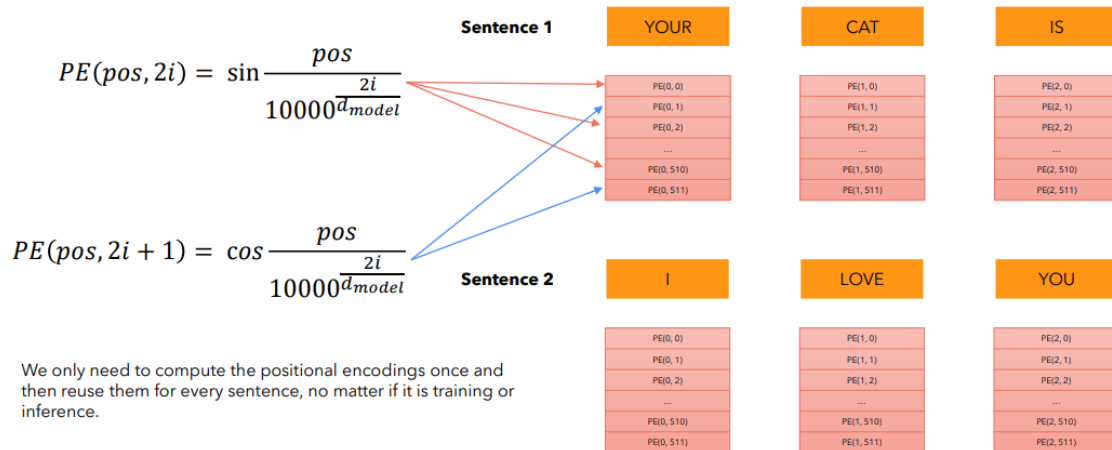 Sentence 1
YOUR CAT IS
PE(pos, 2i) = sin pos / 10000^(2i / d_model)
PE(0, 0) PE(1, 0) PE(2, 0)
PE(0, 1) PE(1, 1) PE(2, 1)
PE(0, 2) PE(1, 2) PE(2, 2)
... ... ...
PE(0, 510) PE(1, 510) PE(2, 510)
PE(0, 511) PE(1, 511) PE(2, 511)
PE(pos, 2i + 1) = cos pos / 10000^(2i / d_model)
Sentence 2
I LOVE YOU
PE(0, 0) PE(1, 0) PE(2, 0)
PE(0, 1) PE(1, 1) PE(2, 1)
PE(0, 2) PE(1, 2) PE(2, 2)
... ... ...
PE(0, 510) PE(1, 510) PE(2, 510)
PE(0, 511) PE(1, 511) PE(2, 511)
We only need to compute the positional encodings once and
then reuse them for every sentence, no matter if it is training or
inference.